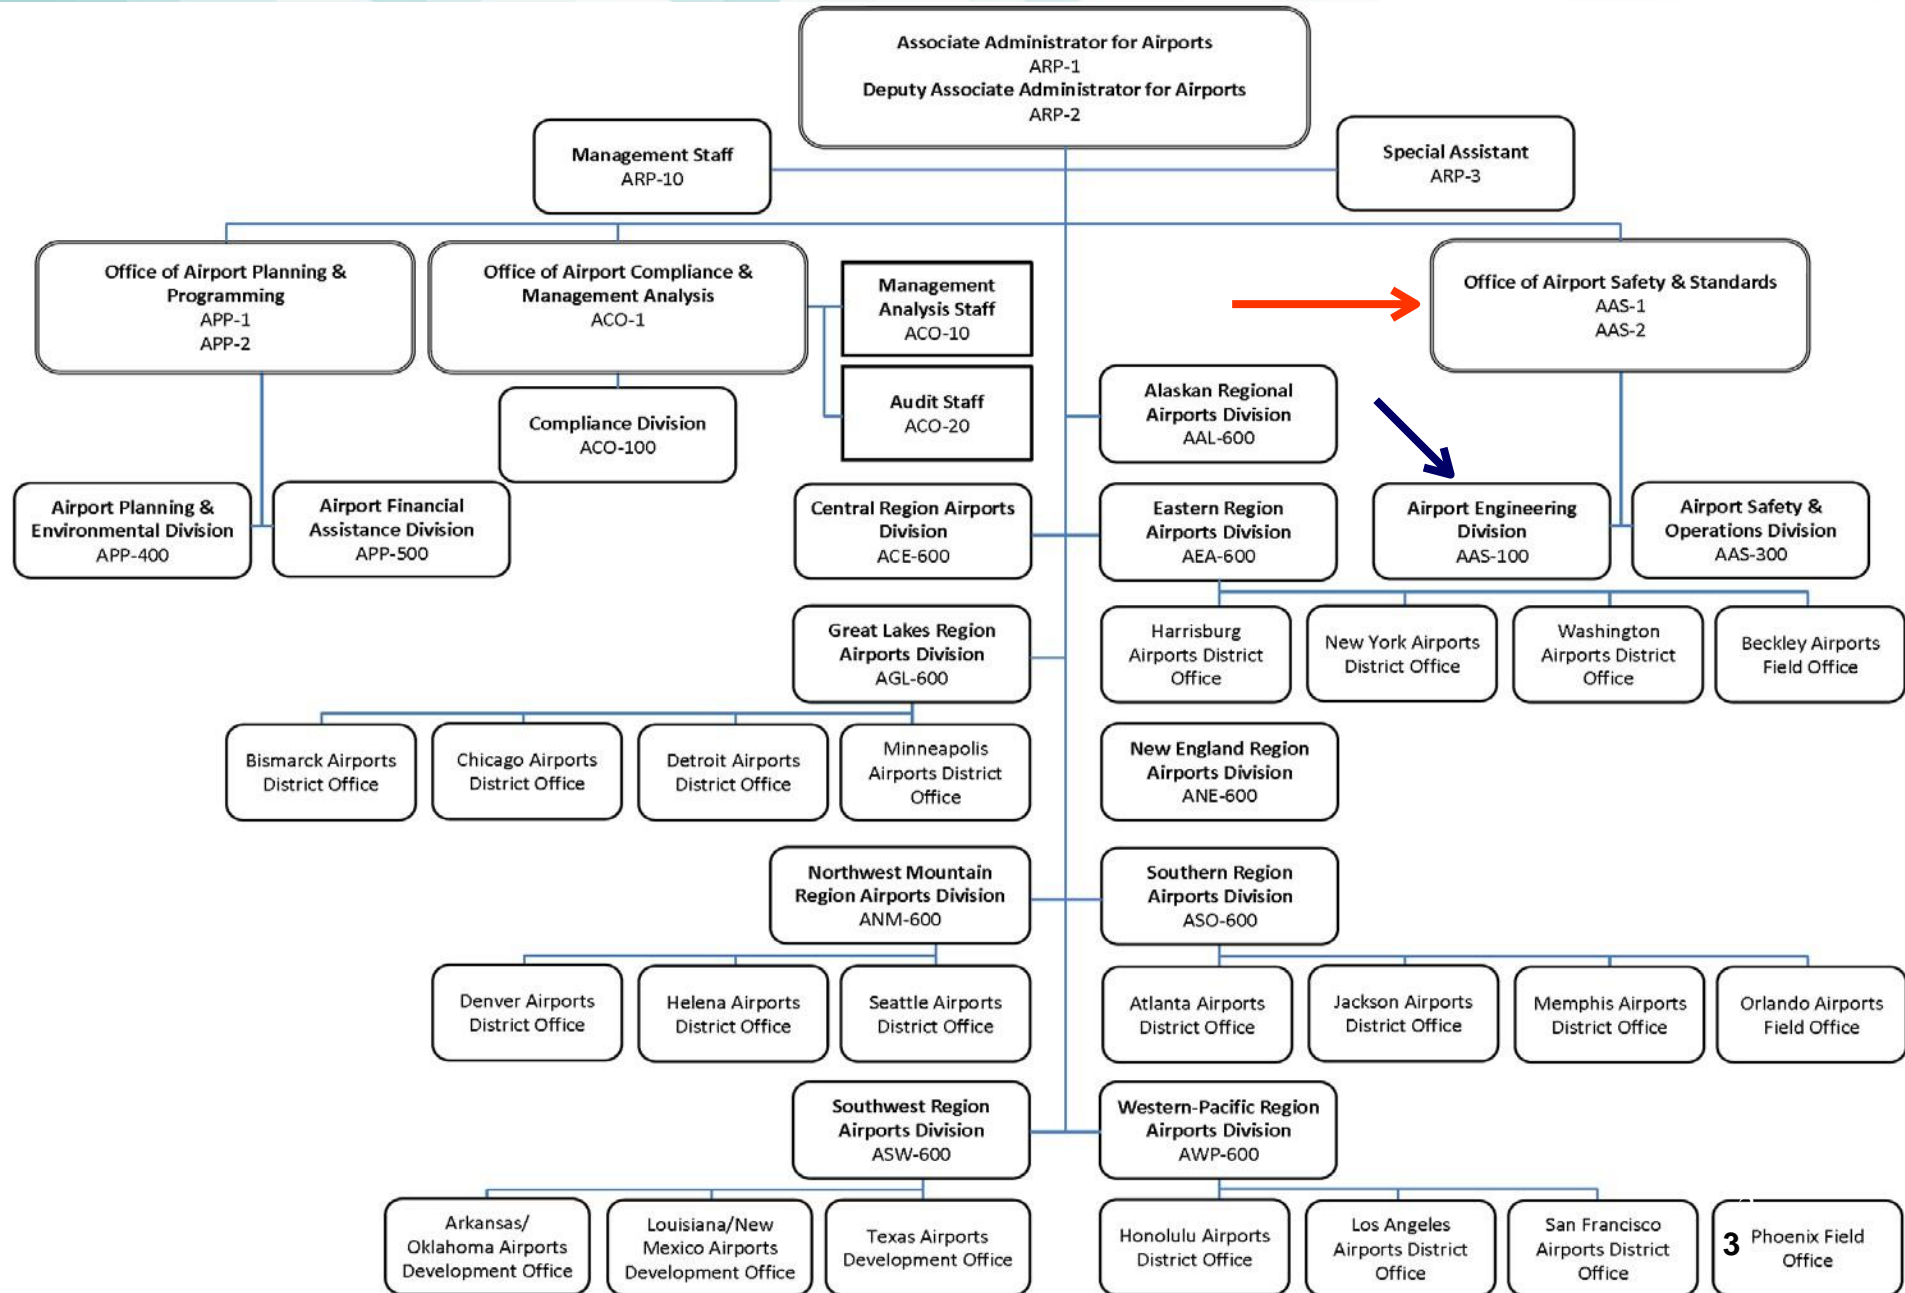 Associate Administrator for Airports
ARP-1
Deputy Associate Administrator for Airports
ARP-2
Management Staff
ARP-10
Special Assistant
ARP-3
Office of Airport Planning &
Programming
APP-1
APP-2
Office of Airport Compliance &
Management Analysis
ACO-1
Management
Analysis Staff
ACO-10
Office of Airport Safety & Standards
AAS-1
AAS-2
Audit Staff
ACO-20
Compliance Division
ACO-100
Alaskan Regional
Airports Division
AAL-600
Airport Planning &
Environmental Division
APP-400
Airport Financial
Assistance Division
APP-500
Central Region Airports
Division
ACE-600
Eastern Region
Airports Division
AEA-600
Airport Engineering
Division
AAS-100
Airport Safety &
Operations Division
AAS-300
Great Lakes Region
Airports Division
AGL-600
Harrisburg
Airports District
Office
New York Airports
District Office
Washington
Airports District
Office
Beckley Airports
Field Office
Bismarck Airports
District Office
Chicago Airports
District Office
Detroit Airports
District Office
Minneapolis
Airports District
Office
New England Region
Airports Division
ANE-600
Northwest Mountain
Region Airports Division
ANM-600
Southern Region
Airports Division
ASO-600
Denver Airports
District Office
Helena Airports
District Office
Seattle Airports
District Office
Atlanta Airports
District Office
Jackson Airports
District Office
Memphis Airports
District Office
Orlando Airports
Field Office
Southwest Region
Airports Division
ASW-600
Western-Pacific Region
Airports Division
AWP-600
Arkansas/
Oklahoma Airports
Development Office
Louisiana/New
Mexico Airports
Development Office
Texas Airports
Development Office
Honolulu Airports
District Office
Los Angeles
Airports District
Office
San Francisco
Airports District
Office
3
Phoenix Field
Office